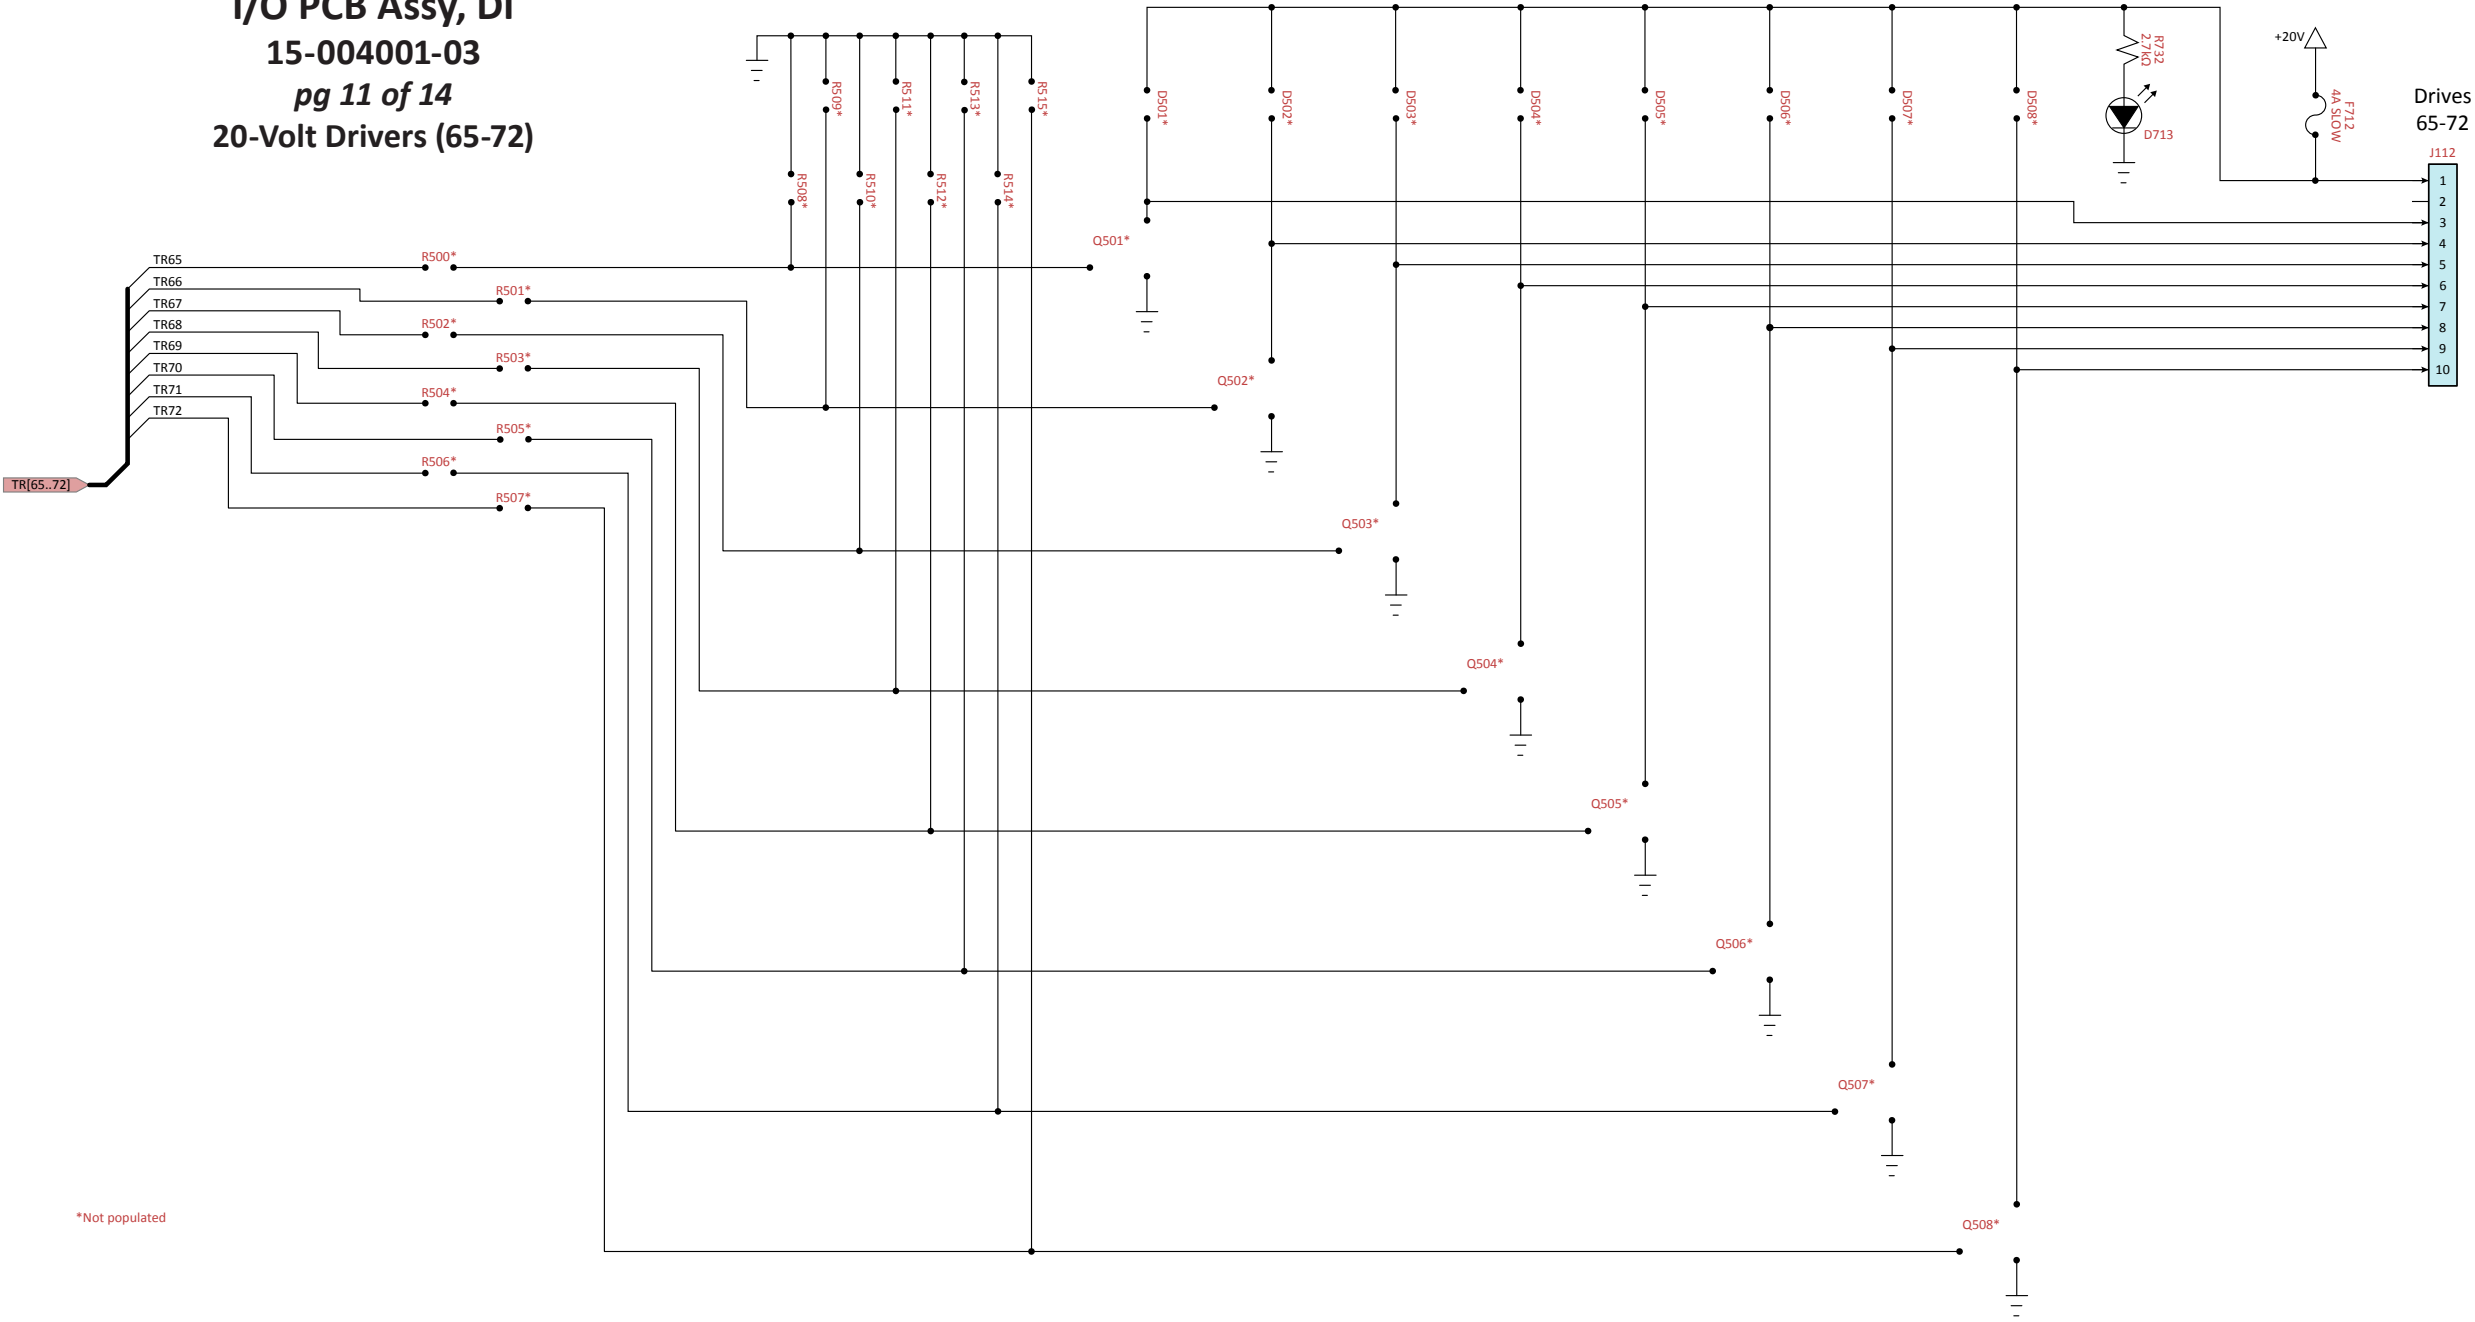 I/O PCB Assy, DI
15-004001-03
pg 11 of 14
20-Volt Drivers (65-72)
R509*
R511*
R513*
R515*
D501*
D502*
D503*
D504*
D505*
D506*
D507*
D508*
R732
2.7kΩ
D713
+20V
F712
4A SLOW
Drives
65-72
J112
1
2
3
4
5
6
7
8
9
10
R508*
R510*
R512*
R514*
Q501*
TR65
R500*
TR66
R501*
TR67
R502*
TR68
R503*
TR69
R504*
TR70
R505*
TR71
R506*
TR72
R507*
TR[65..72]
Q502*
Q503*
Q504*
Q505*
Q506*
Q507*
Q508*
*Not populated